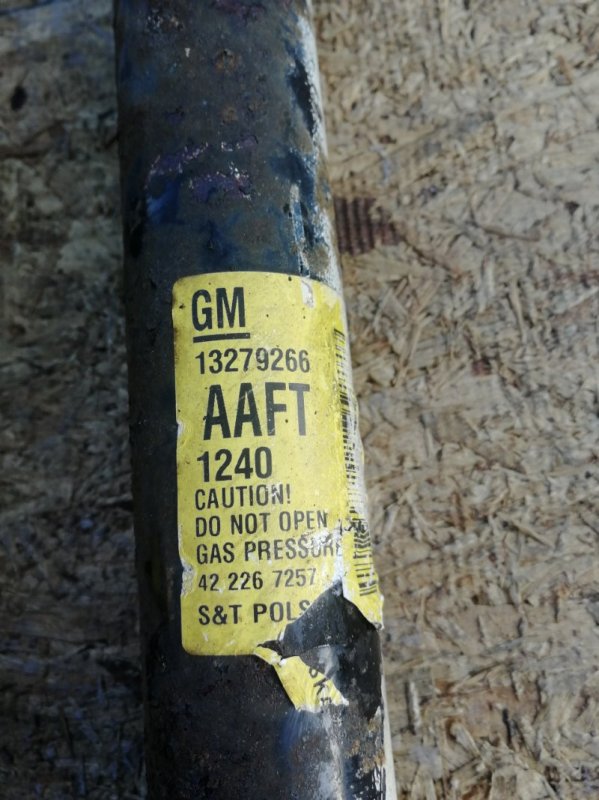 GM
13279266
AAFT
1240
CAUTION!
DO NOT OPEN
GAS PRESSURE
42 226 7257
S&T POLS